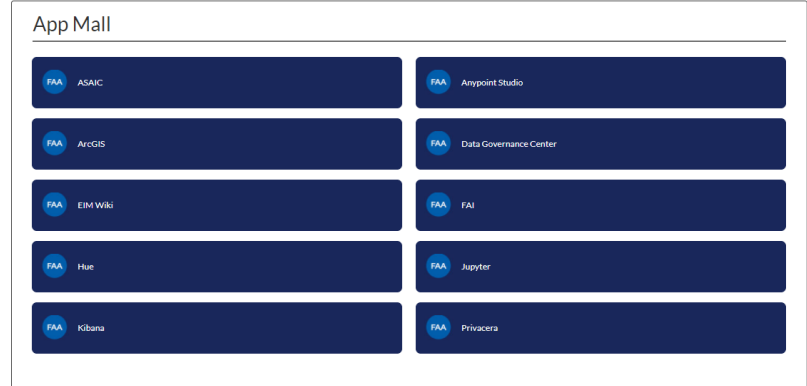 App Mall
FAA ASAIC
FAA Anypoint Studio
FAA ArcGIS
FAA Data Governance Center
FAA EIM Wiki
FAA FAI
FAA Hue
FAA Jupyter
FAA Kibana
FAA Privacera